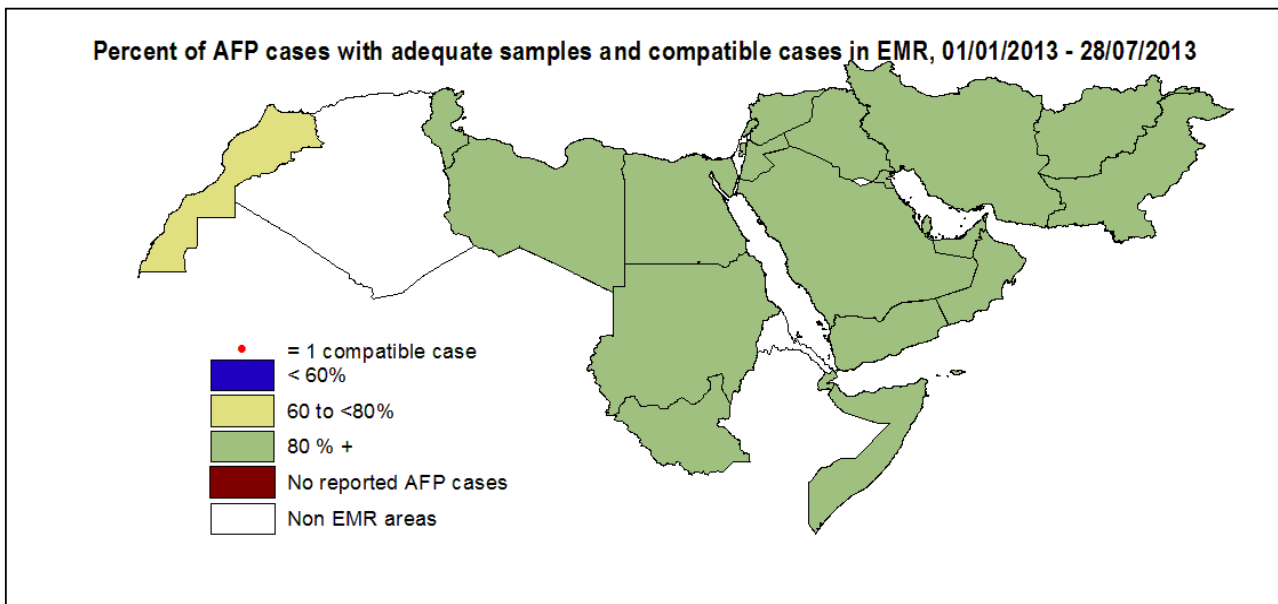 Percent of AFP cases with adequate samples and compatible cases in EMR, 01/01/2013 - 28/07/2013
= 1 compatible case
< 60%
60 to <80%
80 % +
No reported AFP cases
Non EMR areas